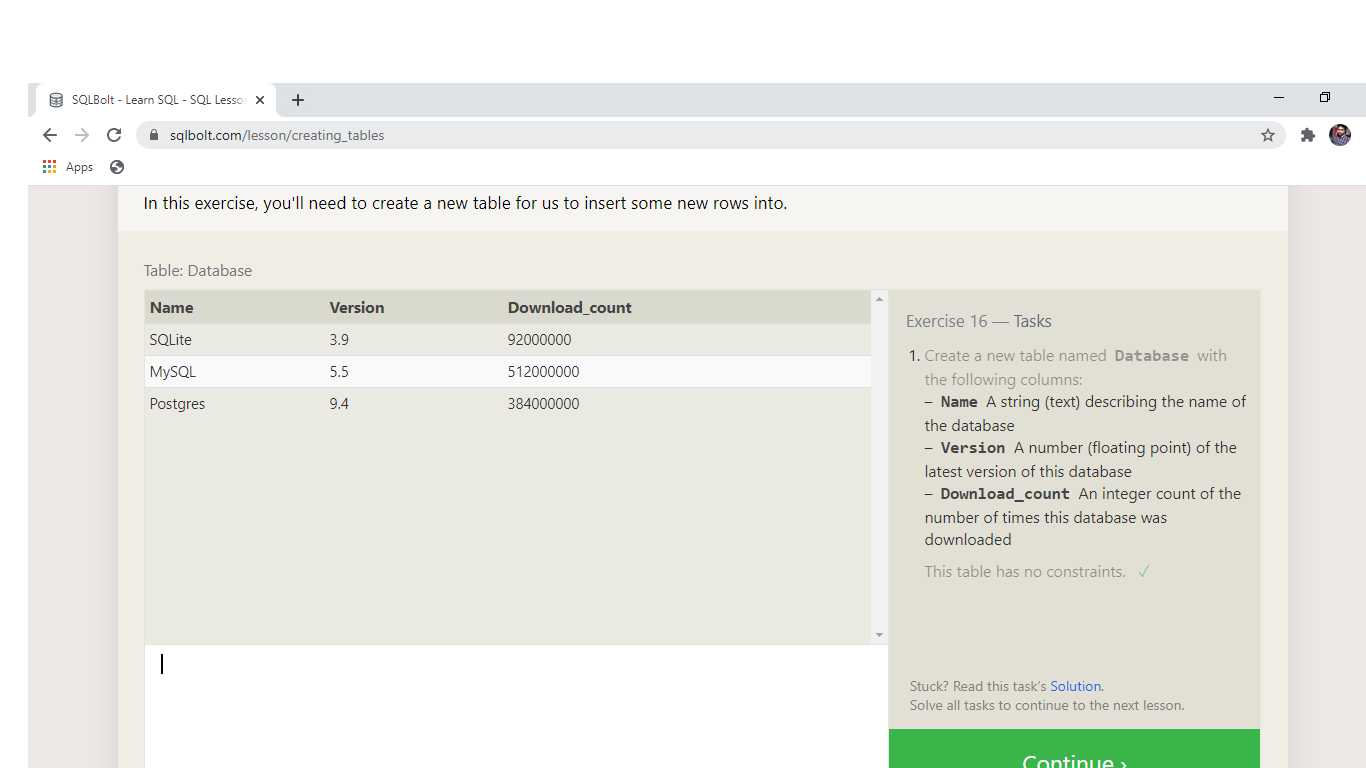 SQLBolt - Learn SQL - SQL Lesso
sqlbolt.com/lesson/creating_tables
Apps
In this exercise, you'll need to create a new table for us to insert some new rows into.
Table: Database
Name Version Download_count
SQLite 3.9 92000000
MySQL 5.5 512000000
Postgres 9.4 384000000
Exercise 16 — Tasks
1. Create a new table named Database with
the following columns:
– Name A string (text) describing the name of
the database
– Version A number (floating point) of the
latest version of this database
– Download_count An integer count of the
number of times this database was
downloaded
This table has no constraints. ✓
Stuck? Read this task's Solution.
Solve all tasks to continue to the next lesson.
Continue ›